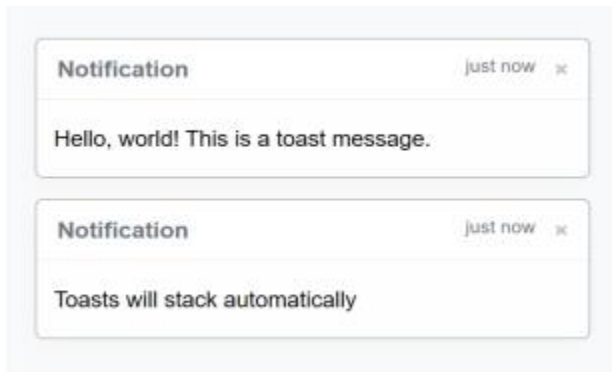 Notification just now ×
Hello, world! This is a toast message.
Notification just now ×
Toasts will stack automatically